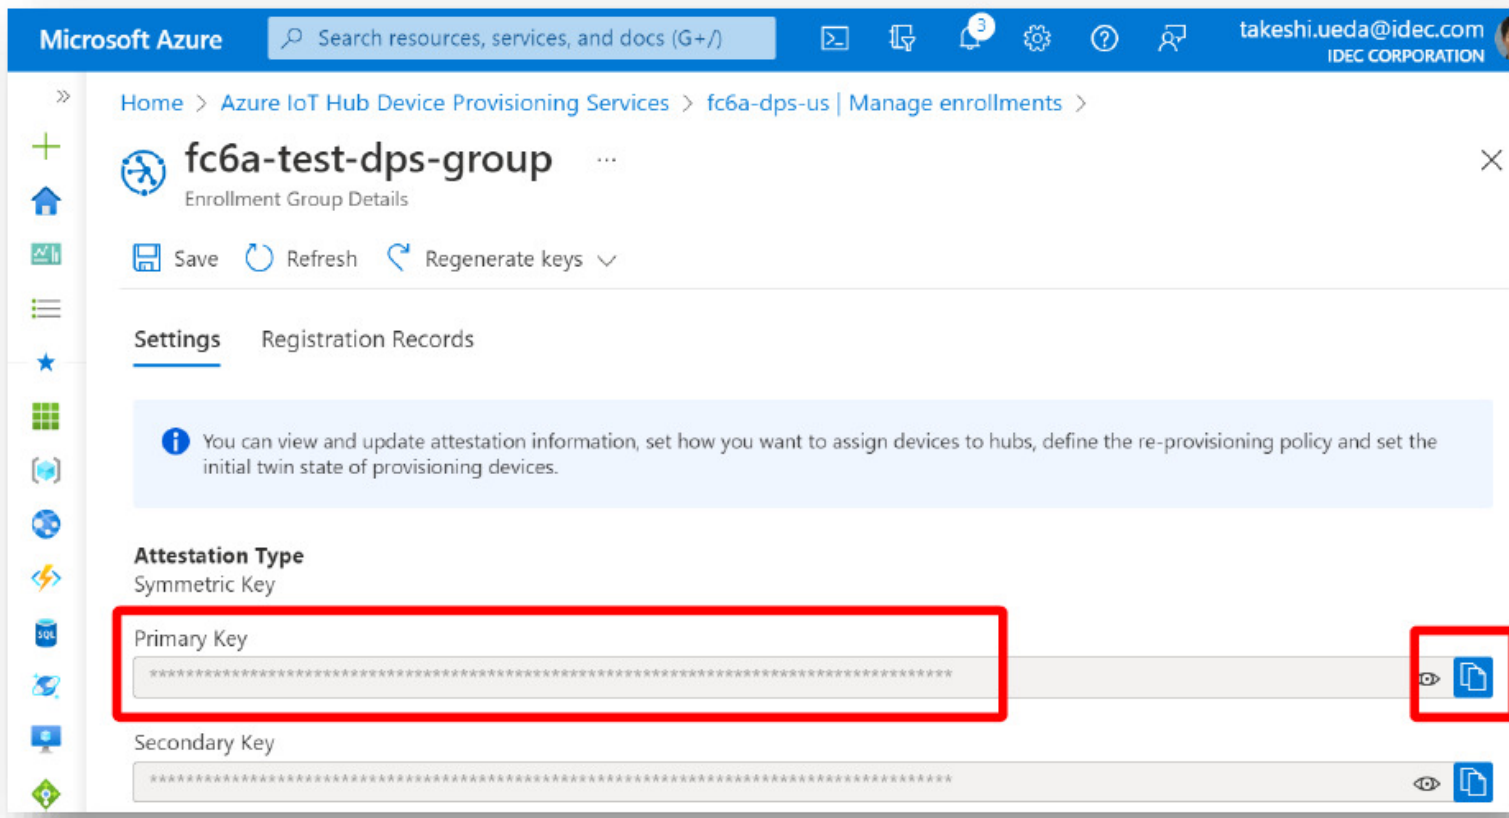 Microsoft Azure
Search resources, services, and docs (G+/)
3
takeshi.ueda@idec.com
IDEC CORPORATION
Home > Azure IoT Hub Device Provisioning Services > fc6a-dps-us | Manage enrollments >
fc6a-test-dps-group ...
Enrollment Group Details
Save Refresh Regenerate keys
Settings Registration Records
You can view and update attestation information, set how you want to assign devices to hubs, define the re-provisioning policy and set the
initial twin state of provisioning devices.
Attestation Type
Symmetric Key
Primary Key
****************************************************************************************
Secondary Key
****************************************************************************************
SQL